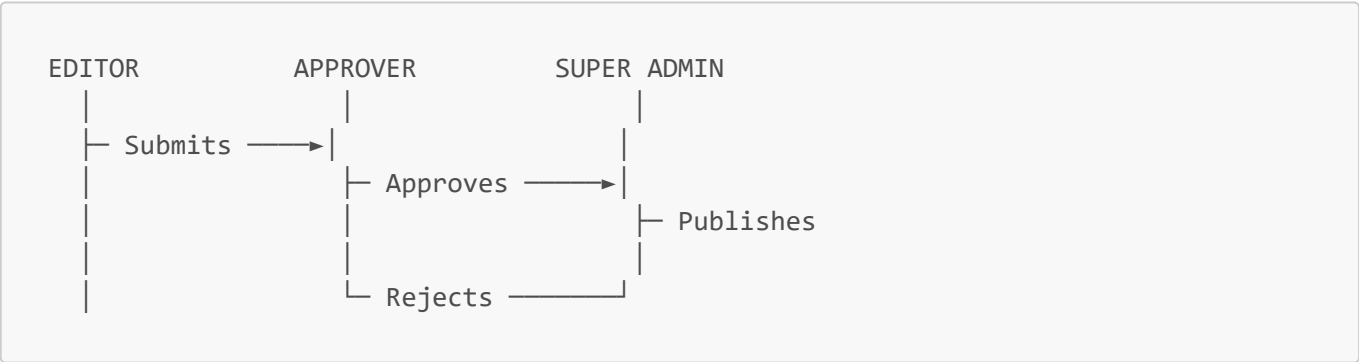 EDITOR APPROVER SUPER ADMIN
Submits
Approves
Publishes
Rejects